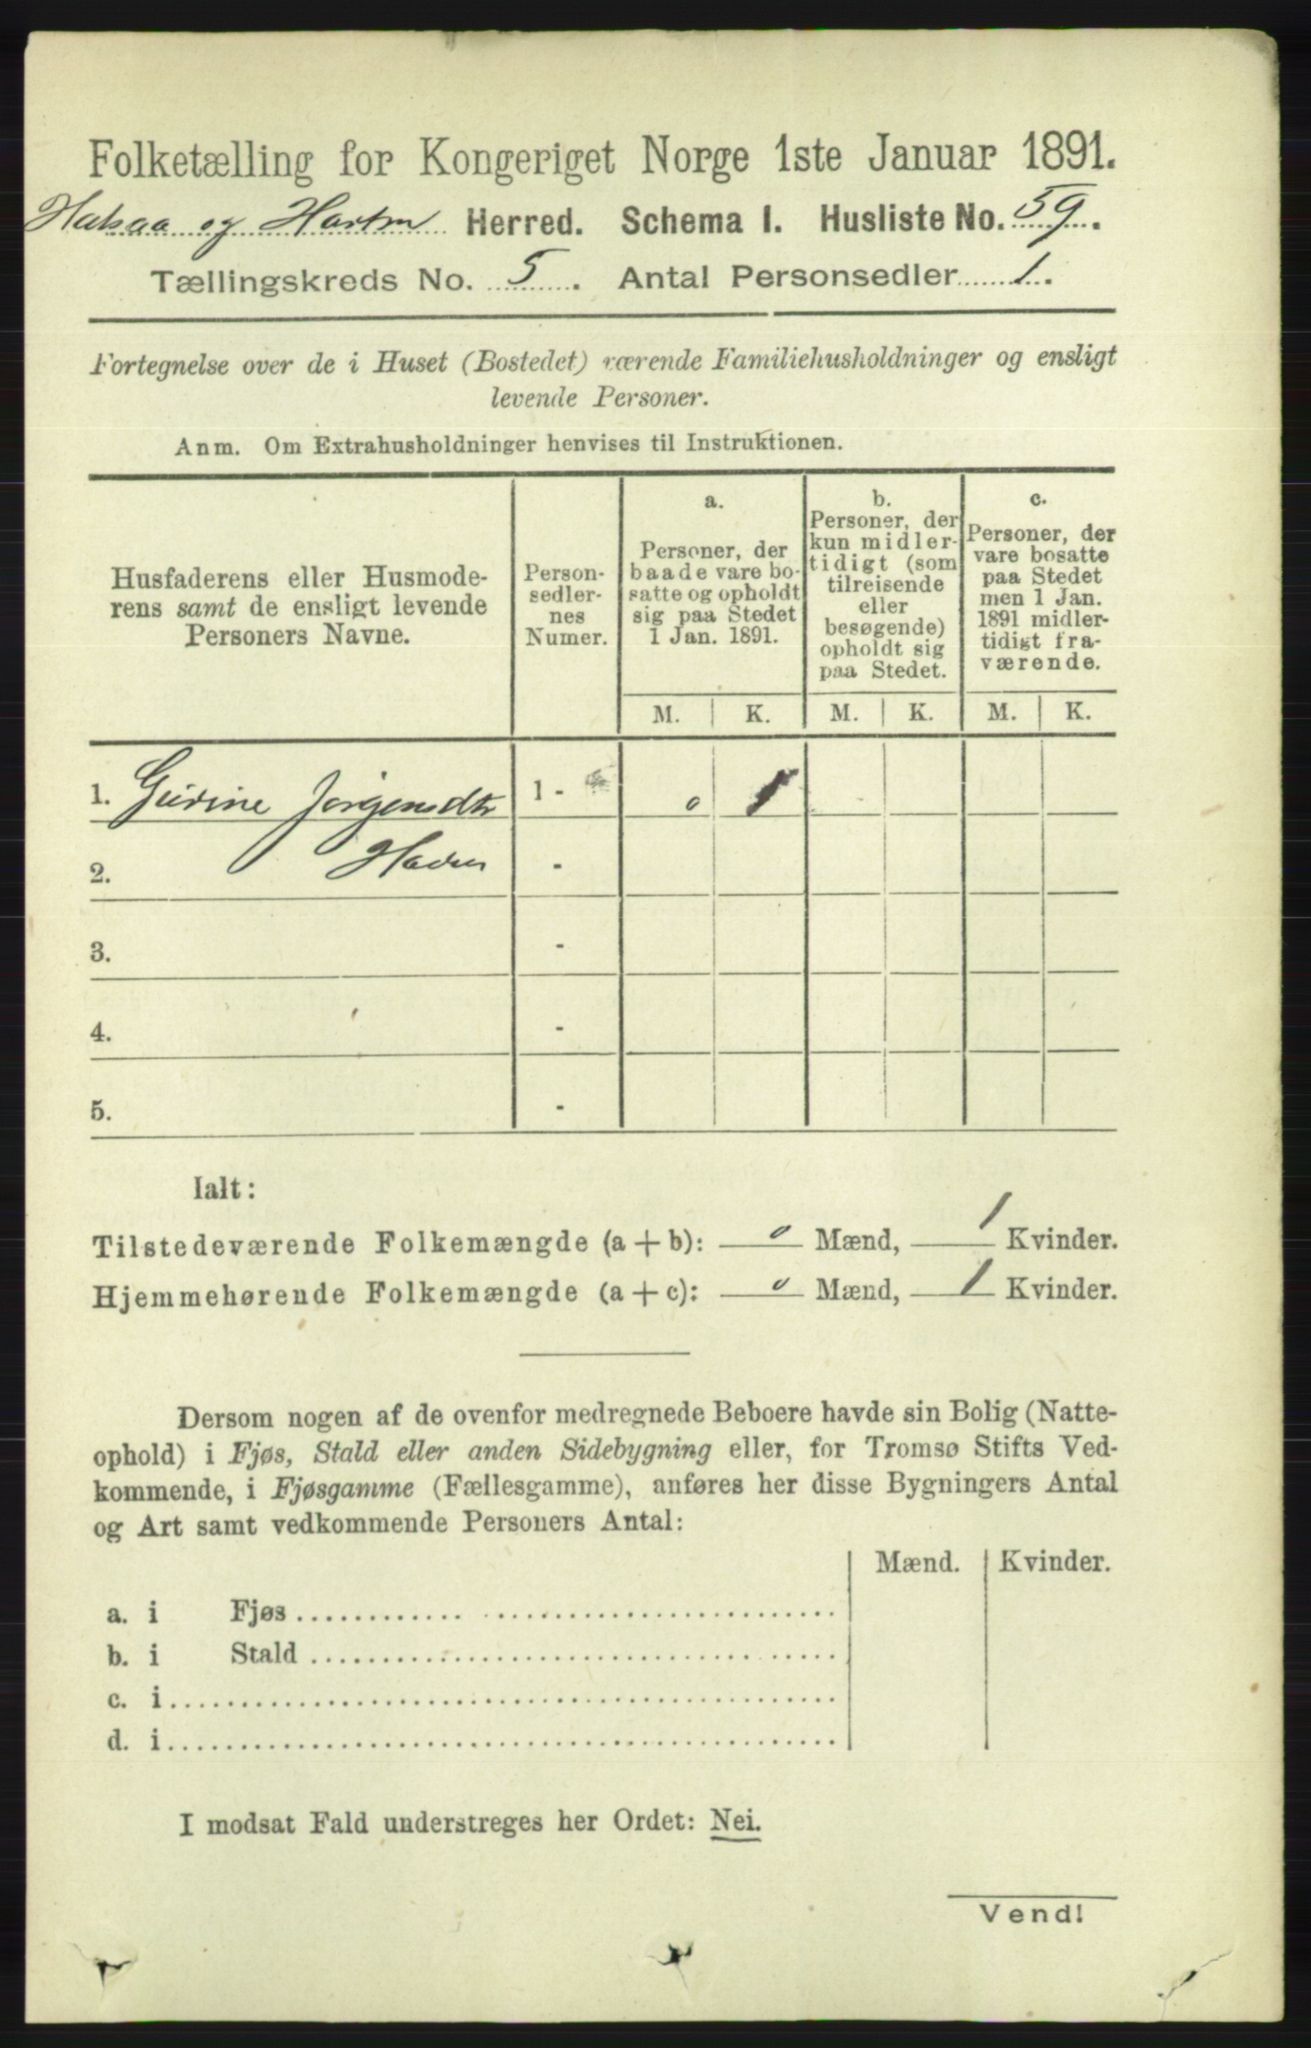 Folketælling for Kongeriget Norge 1ste Januar 1891.
Halsaa og Hartm Herred. Schema I. Husliste No. 59.
Tællingskreds No. 5. Antal Personsedler 1.
Fortegnelse over de i Huset (Bostedet) værende Familiehusholdninger og ensligt
levende Personer.
Anm. Om Extrahusholdninger henvises til Instruktionen.
Husfaderens eller Husmode-
rens samt de ensligt levende
Personers Navne.
Person-
sedler-
nes
Numer.
a.
Personer, der
baade vare bo-
satte og opholdt
sig paa Stedet
1 Jan. 1891.
b.
Personer, der
kun midler-
tidigt (som
tilreisende
eller
besøgende)
opholdt sig
paa Stedet.
c.
Personer, der
vare bosatte
paa Stedet
men 1 Jan.
1891 midler-
tidigt fra-
værende.
M. K. M. K. M. K.
1. Gurine Jørgensdtr 1 - 0 1
2. -
3. -
4. -
5. -
Ialt:
Tilstedeværende Folkemængde (a + b): 0 Mænd, 1 Kvinder.
Hjemmehørende Folkemængde (a + c): 0 Mænd, 1 Kvinder.
Dersom nogen af de ovenfor medregnede Beboere havde sin Bolig (Natte-
ophold) i Fjøs, Stald eller anden Sidebygning eller, for Tromsø Stifts Ved-
kommende, i Fjøsgamme (Fællesgamme), anføres her disse Bygningers Antal
og Art samt vedkommende Personers Antal:
Mænd. Kvinder.
a. i Fjøs
b. i Stald
c. i
d. i
I modsat Fald understreges her Ordet: Nei.
Vend!